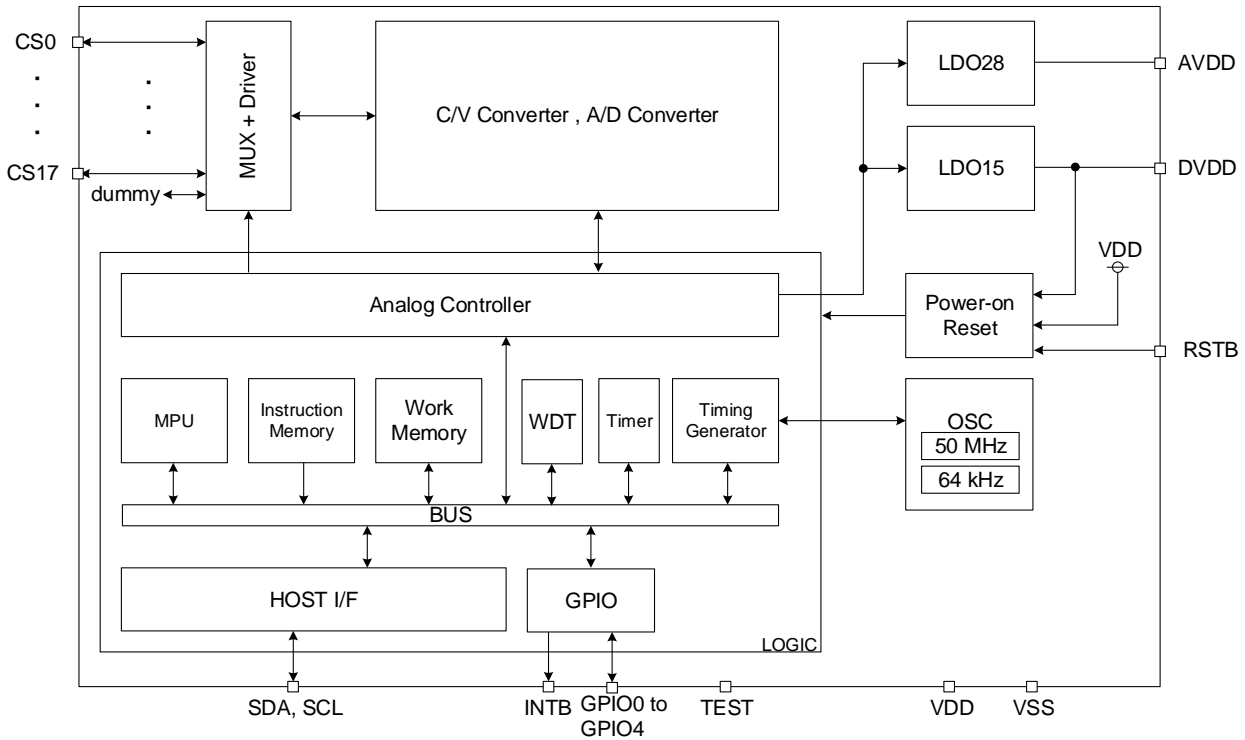 CS0
CS17
dummy
MUX + Driver
C/V Converter , A/D Converter
LDO28
AVDD
LDO15
DVDD
VDD
Analog Controller
Power-on
Reset
RSTB
MPU
Instruction
Memory
Work
Memory
WDT
Timer
Timing
Generator
OSC
50 MHz
64 kHz
BUS
HOST I/F
GPIO
LOGIC
SDA, SCL
INTB
GPIO0 to
GPIO4
TEST
VDD
VSS